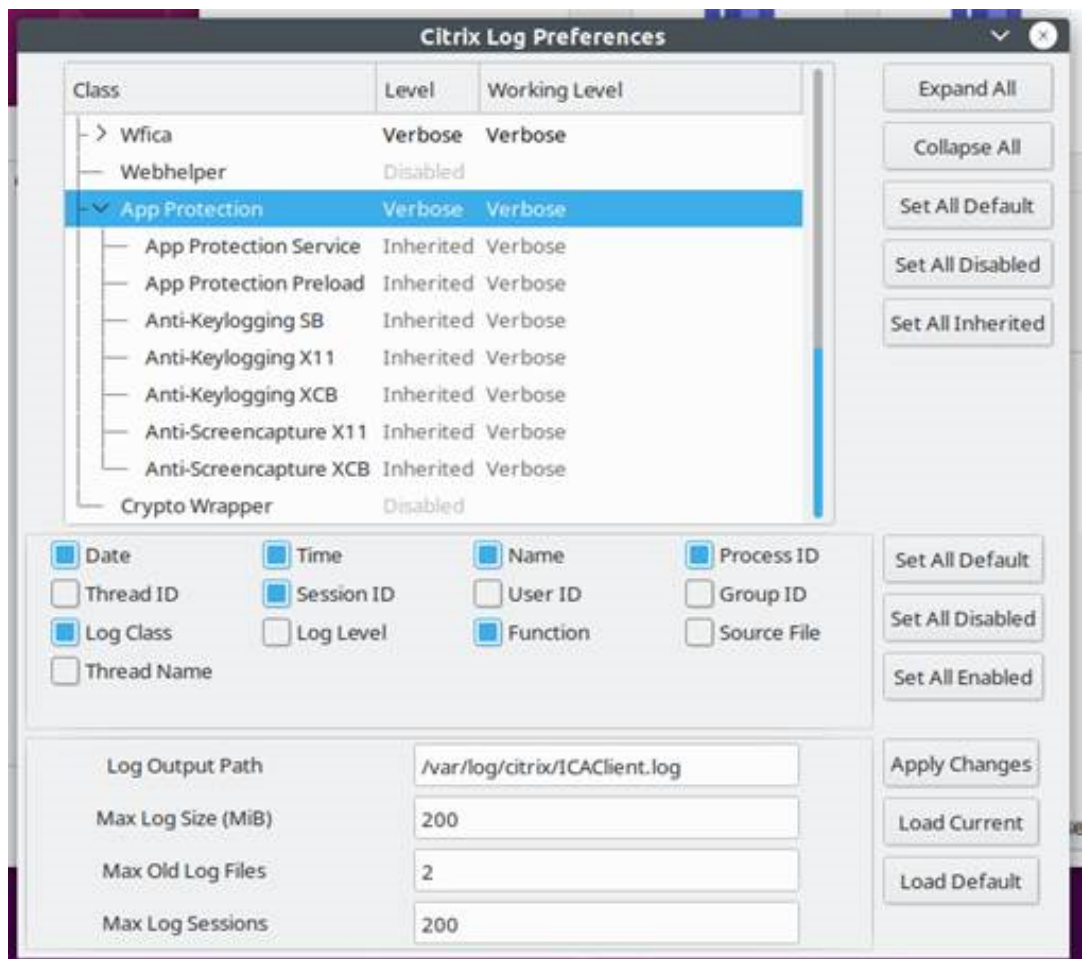 Citrix Log Preferences
Class Level Working Level
Wfica Verbose Verbose
Webhelper Disabled
App Protection Verbose Verbose
App Protection Service Inherited Verbose
App Protection Preload Inherited Verbose
Anti-Keylogging SB Inherited Verbose
Anti-Keylogging X11 Inherited Verbose
Anti-Keylogging XCB Inherited Verbose
Anti-Screencapture X11 Inherited Verbose
Anti-Screencapture XCB Inherited Verbose
Crypto Wrapper Disabled
Expand All
Collapse All
Set All Default
Set All Disabled
Set All Inherited
Date Time Name Process ID
Thread ID Session ID User ID Group ID
Log Class Log Level Function Source File
Thread Name
Set All Default
Set All Disabled
Set All Enabled
Log Output Path /var/log/citrix/ICAClient.log
Max Log Size (MiB) 200
Max Old Log Files 2
Max Log Sessions 200
Apply Changes
Load Current
Load Default